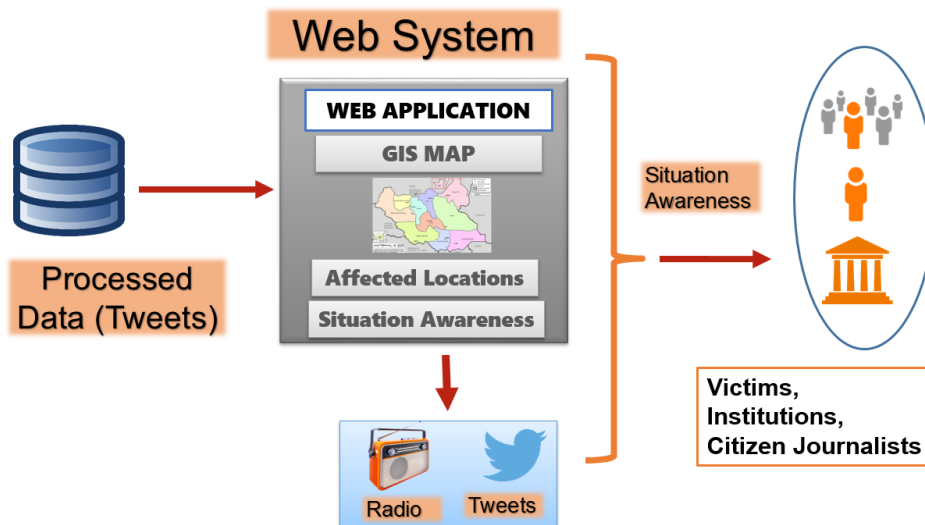 Web System
WEB APPLICATION
GIS MAP
Affected Locations
Situation Awareness
Processed
Data (Tweets)
Radio
Tweets
Situation
Awareness
Victims,
Institutions,
Citizen Journalists